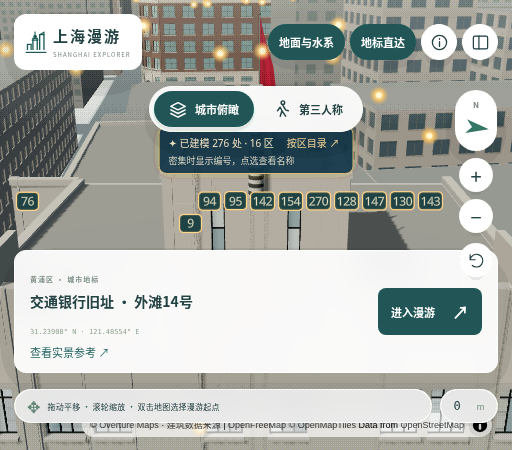 上海漫游
SHANGHAI EXPLORER
地面与水系
地标直达
城市俯瞰
第三人称
N
✦ 已建模 276 处 · 16 区 按区目录 ↗
密集时显示编号，点选查看名称
76
94 95 142 154 270 128 147 130 143
9
+
−
黄浦区 · 城市地标
交通银行旧址 · 外滩14号
31.23908° N · 121.48554° E
查看实景参考 ↗
进入漫游 ↗
拖动平移 · 滚轮缩放 · 双击地图选择漫游起点
0 m
© Overture Maps · 建筑数据来源 | OpenFreeMap © OpenMapTiles Data from OpenStreetMap